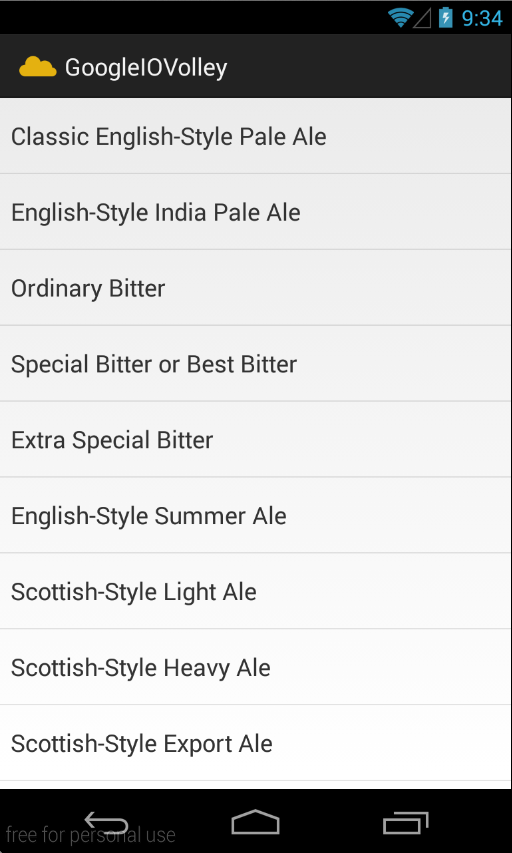 9:34
GoogleIOVolley
Classic English-Style Pale Ale
English-Style India Pale Ale
Ordinary Bitter
Special Bitter or Best Bitter
Extra Special Bitter
English-Style Summer Ale
Scottish-Style Light Ale
Scottish-Style Heavy Ale
Scottish-Style Export Ale
free for personal use